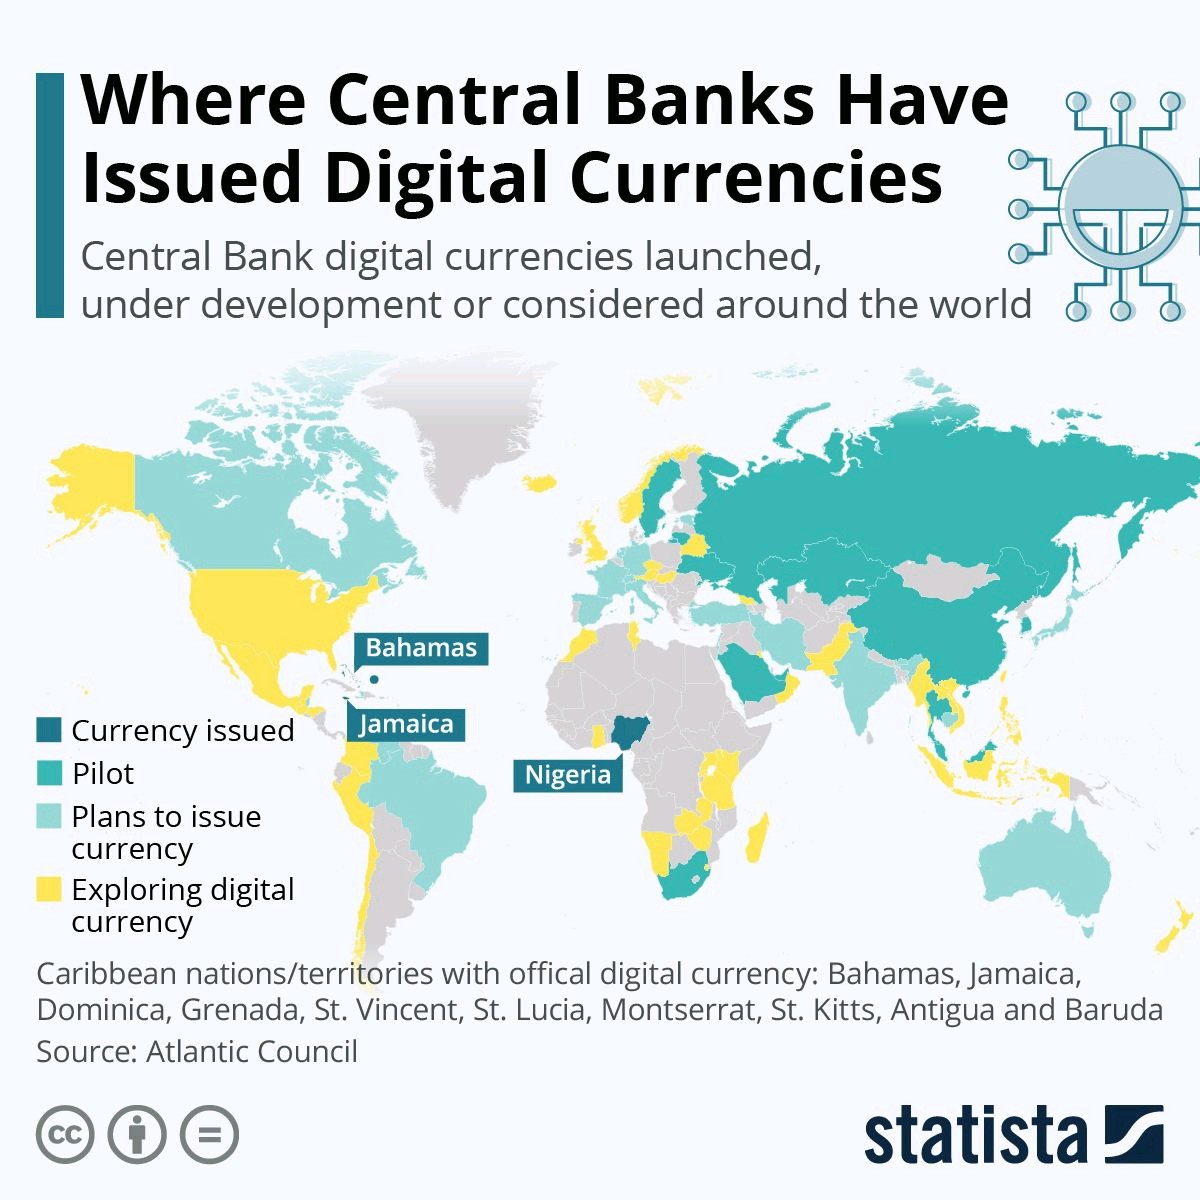 Where Central Banks Have
Issued Digital Currencies
Central Bank digital currencies launched,
under development or considered around the world
Bahamas
Jamaica
Nigeria
Currency issued
Pilot
Plans to issue
currency
Exploring digital
currency
Caribbean nations/territories with offical digital currency: Bahamas, Jamaica,
Dominica, Grenada, St. Vincent, St. Lucia, Montserrat, St. Kitts, Antigua and Baruda
Source: Atlantic Council
cc
statista